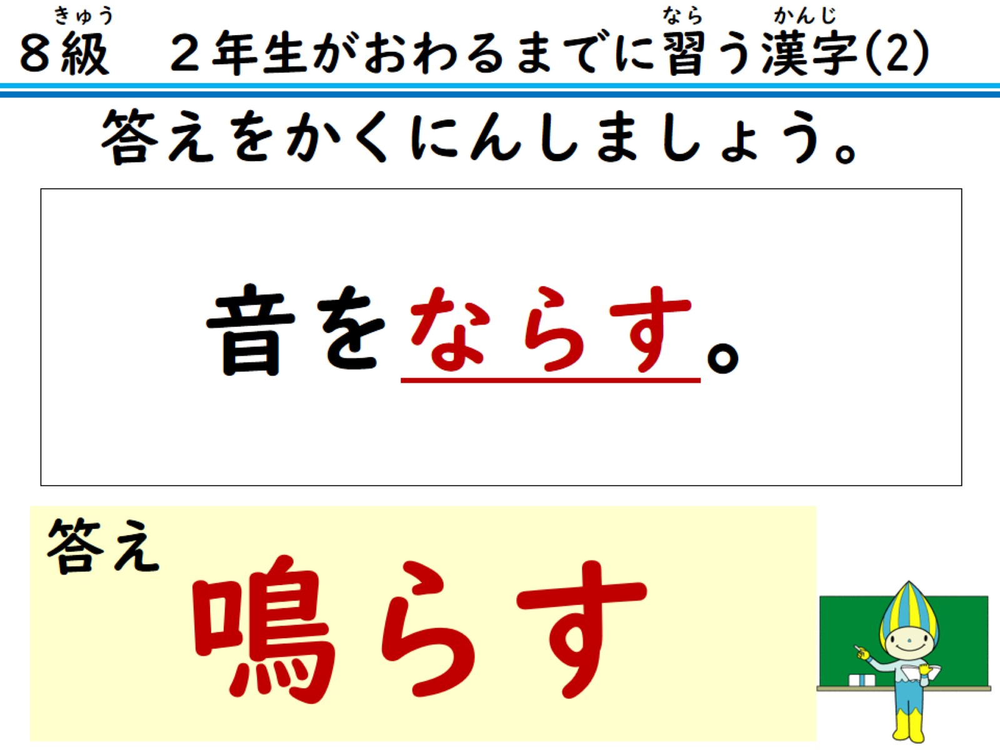 きゅう なら かんじ
8級 2年生がおわるまでに習う漢字(2)
答えをかくにんしましょう。
音をならす。
答え
鳴らす